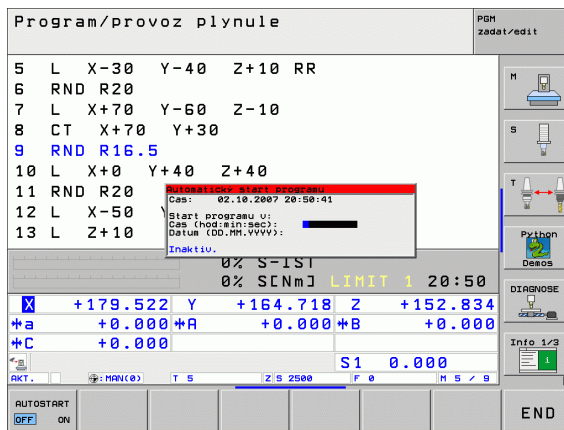 Program/provoz plynule
PGM
zadat/edit
5 L X-30 Y-40 Z+10 RR
6 RND R20
7 L X+70 Y-60 Z-10
8 CT X+70 Y+30
9 RND R16.5
10 L X+0 Y+40 Z+40
11 RND R20
12 L X-50
13 L Z+10
Automatický start programu
Cas: 02.10.2007 20:50:41
Start programu v:
Cas (hod:min:sec):
Datum (DD.MM.YYYY):
Inaktiv.
0% S-IST
0% S[Nm] LIMIT 1 20:50
X +179.522 Y +164.718 Z +152.834
a +0.000 A +0.000 B +0.000
C +0.000
S1 0.000
AKT. MAN(0) T 5 Z S 2500 F 0 M 5 / 9
M
S
T
Python
Demos
DIAGNOSE
Info 1/3
AUTOSTART
OFF ON
END